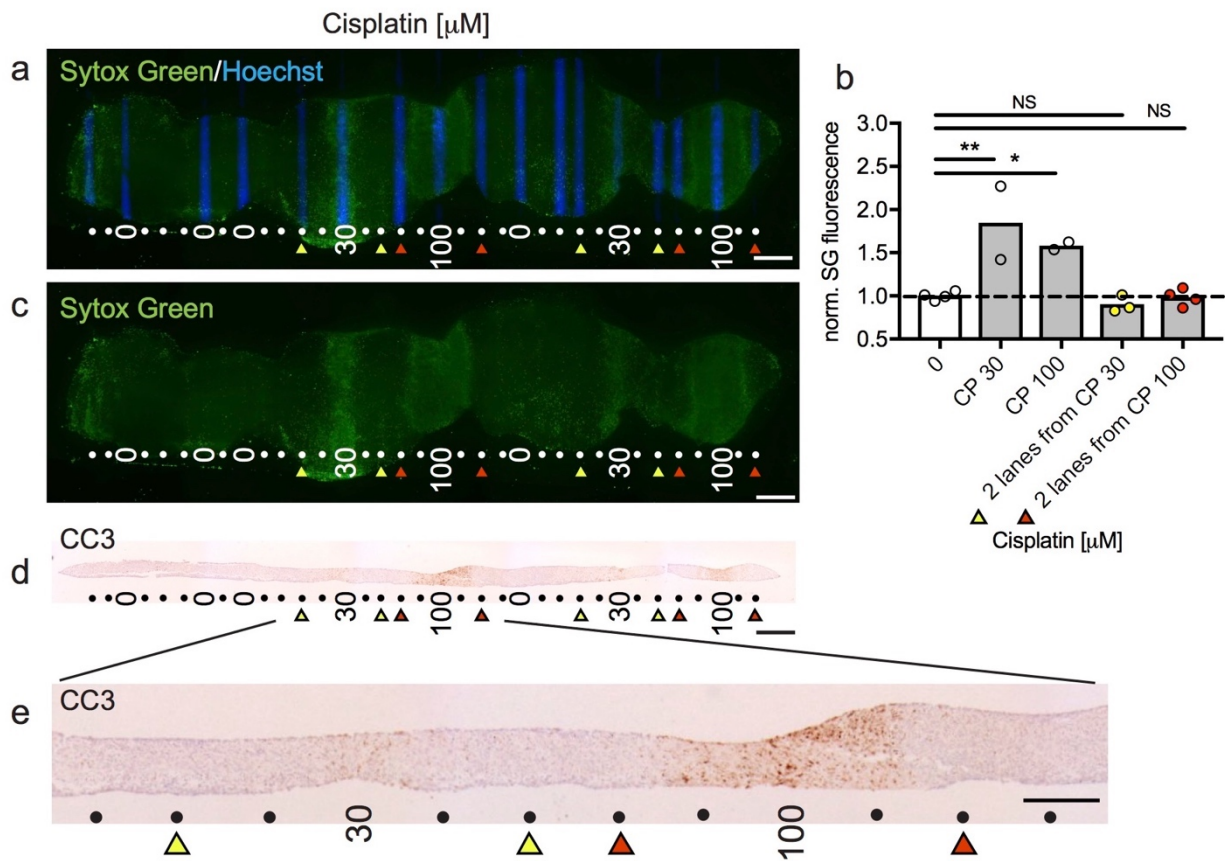 Cisplatin [μM]
a
Sytox Green/Hoechst
0 0 0 30 100 0 30 100
b
NS
NS
**
*
norm. SG fluorescence
3.0
2.5
2.0
1.5
1.0
0.5
0
CP 30
CP 100
2 lanes from CP 30
2 lanes from CP 100
Cisplatin [μM]
c
Sytox Green
0 0 0 30 100 0 30 100
d
CC3
0 0 0 30 100 0 30 100
e
CC3
30 100